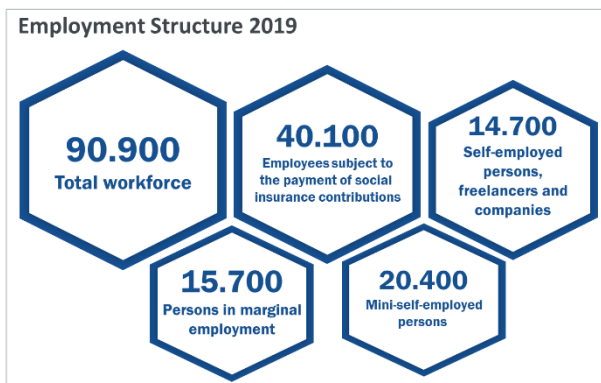 Employment Structure 2019
90.900
Total workforce
40.100
Employees subject to
the payment of social
insurance contributions
14.700
Self-employed
persons,
freelancers and
companies
15.700
Persons in marginal
employment
20.400
Mini-self-employed
persons